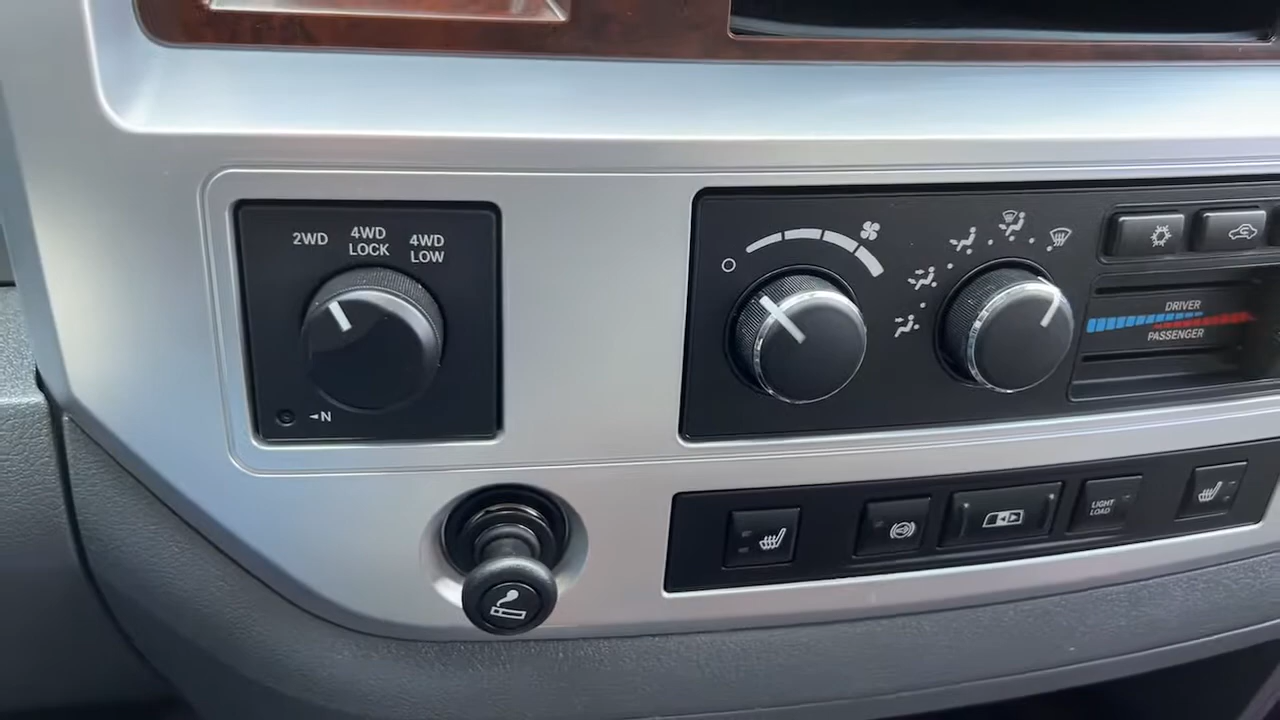 2WD
4WD
LOCK
4WD
LOW
◄N
DRIVER
PASSENGER
LIGHT
LOAD